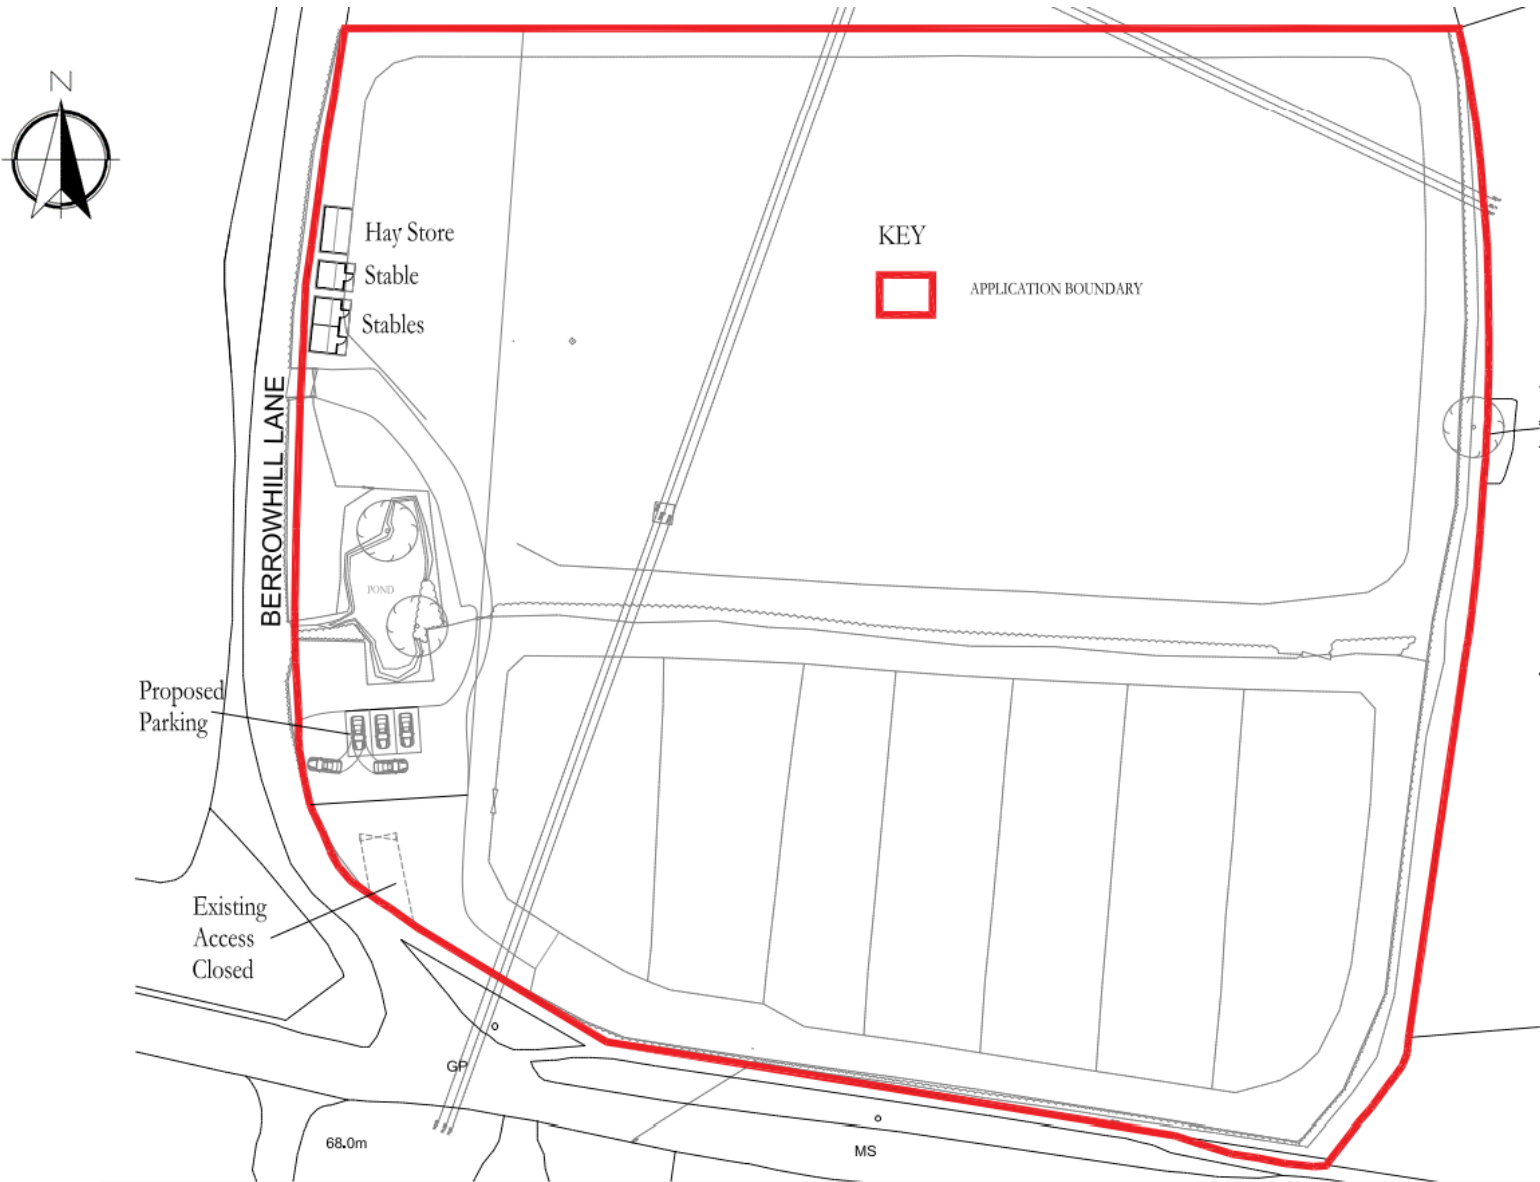 N
Hay Store
Stable
Stables
KEY
APPLICATION BOUNDARY
BERROWHILL LANE
POND
Proposed
Parking
Existing
Access
Closed
GP
68.0m
MS